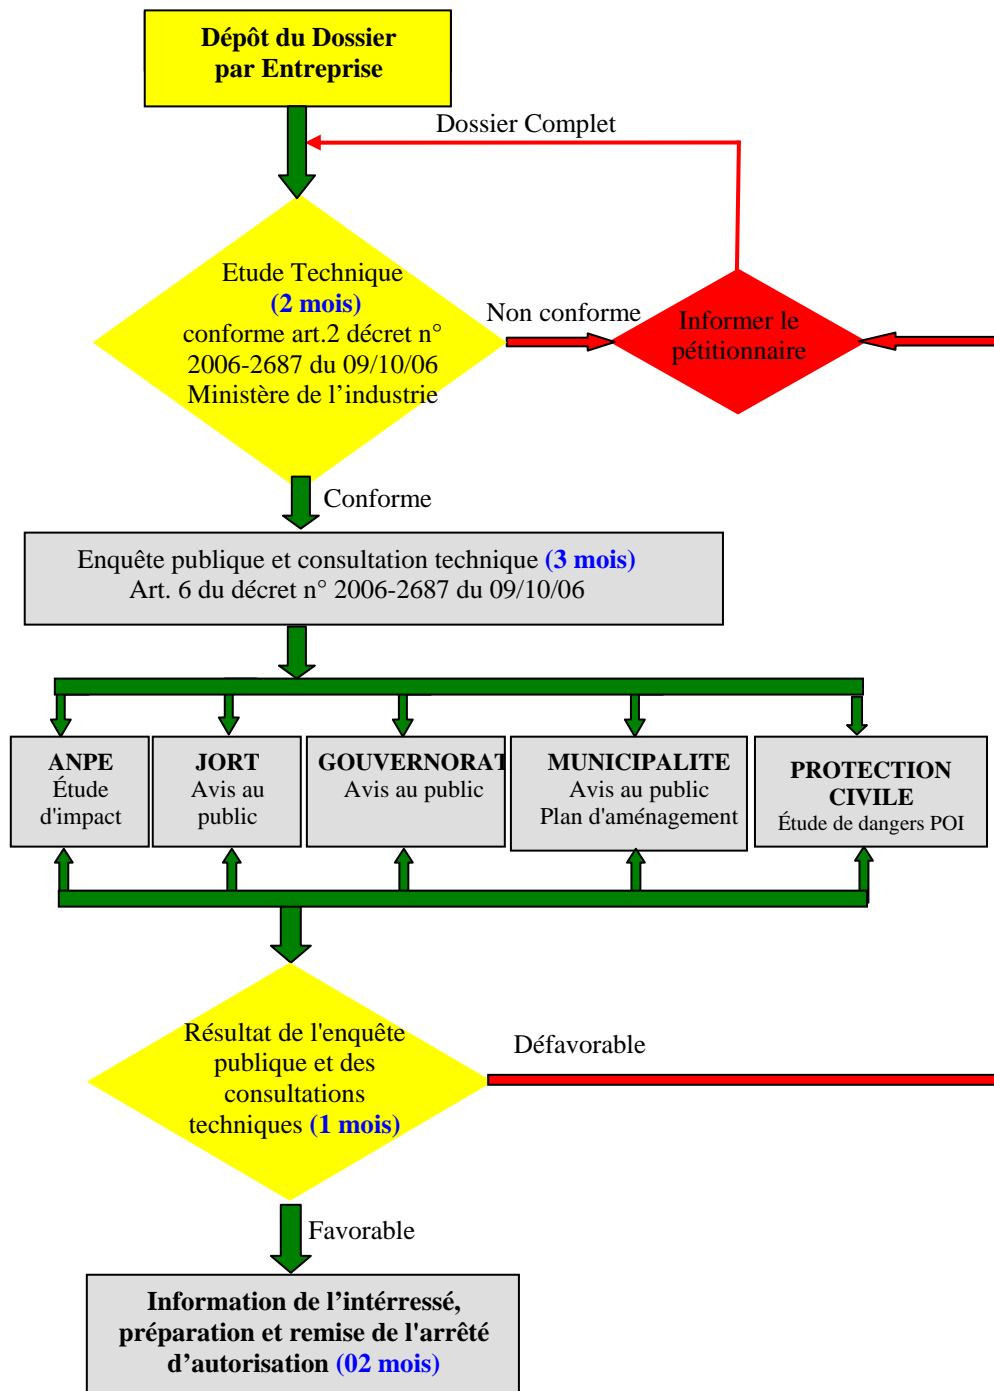 Dépôt du Dossier
par Entreprise
Dossier Complet
Etude Technique
(2 mois)
conforme art.2 décret n°
2006-2687 du 09/10/06
Ministère de l’industrie
Non conforme
Informer le
pétitionnaire
Conforme
Enquête publique et consultation technique (3 mois)
Art. 6 du décret n° 2006-2687 du 09/10/06
ANPE
Étude
d'impact
JORT
Avis au
public
GOUVERNORAT
Avis au public
MUNICIPALITE
Avis au public
Plan d'aménagement
PROTECTION
CIVILE
Étude de dangers POI
Résultat de l'enquête
publique et des
consultations
techniques (1 mois)
Défavorable
Favorable
Information de l’intérressé,
préparation et remise de l'arrêté
d’autorisation (02 mois)